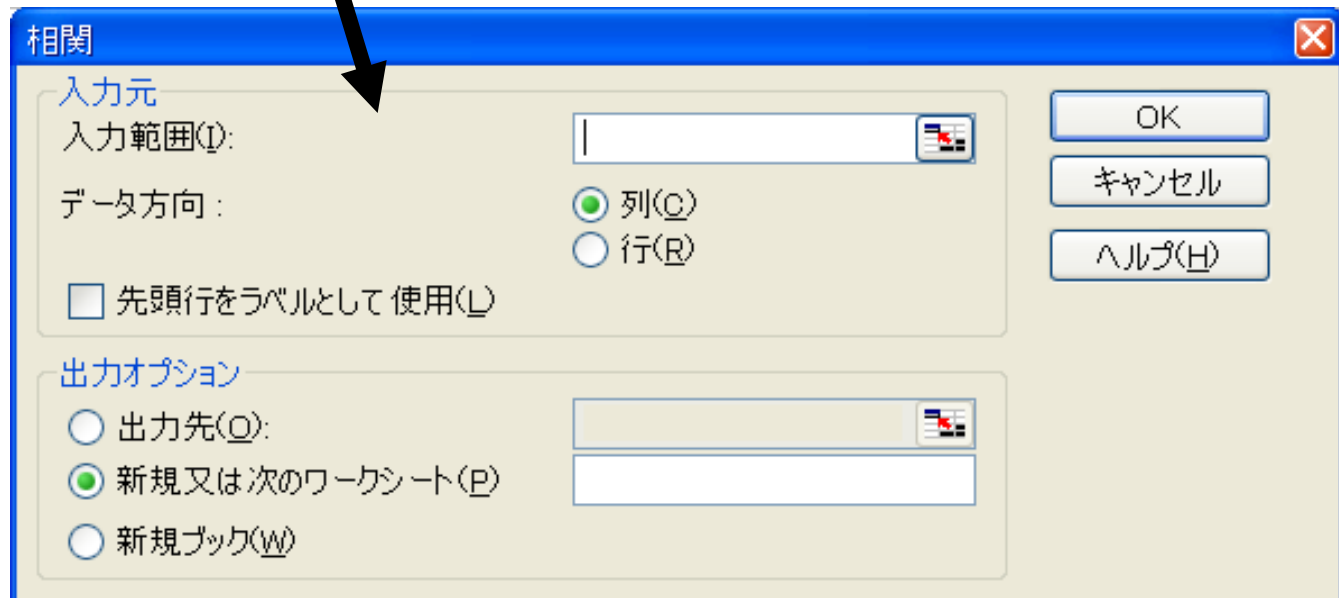 相関
入力元
入力範囲(I):
データ方向:
列(C)
行(R)
先頭行をラベルとして使用(L)
OK
キャンセル
ヘルプ(H)
出力オプション
出力先(O):
新規又は次のワークシート(P)
新規ブック(W)